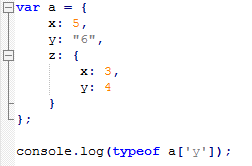 var a = {
    x: 5,
    y: "6",
    z: {
        x: 3,
        y: 4
    }
};

console.log(typeof a['y']);